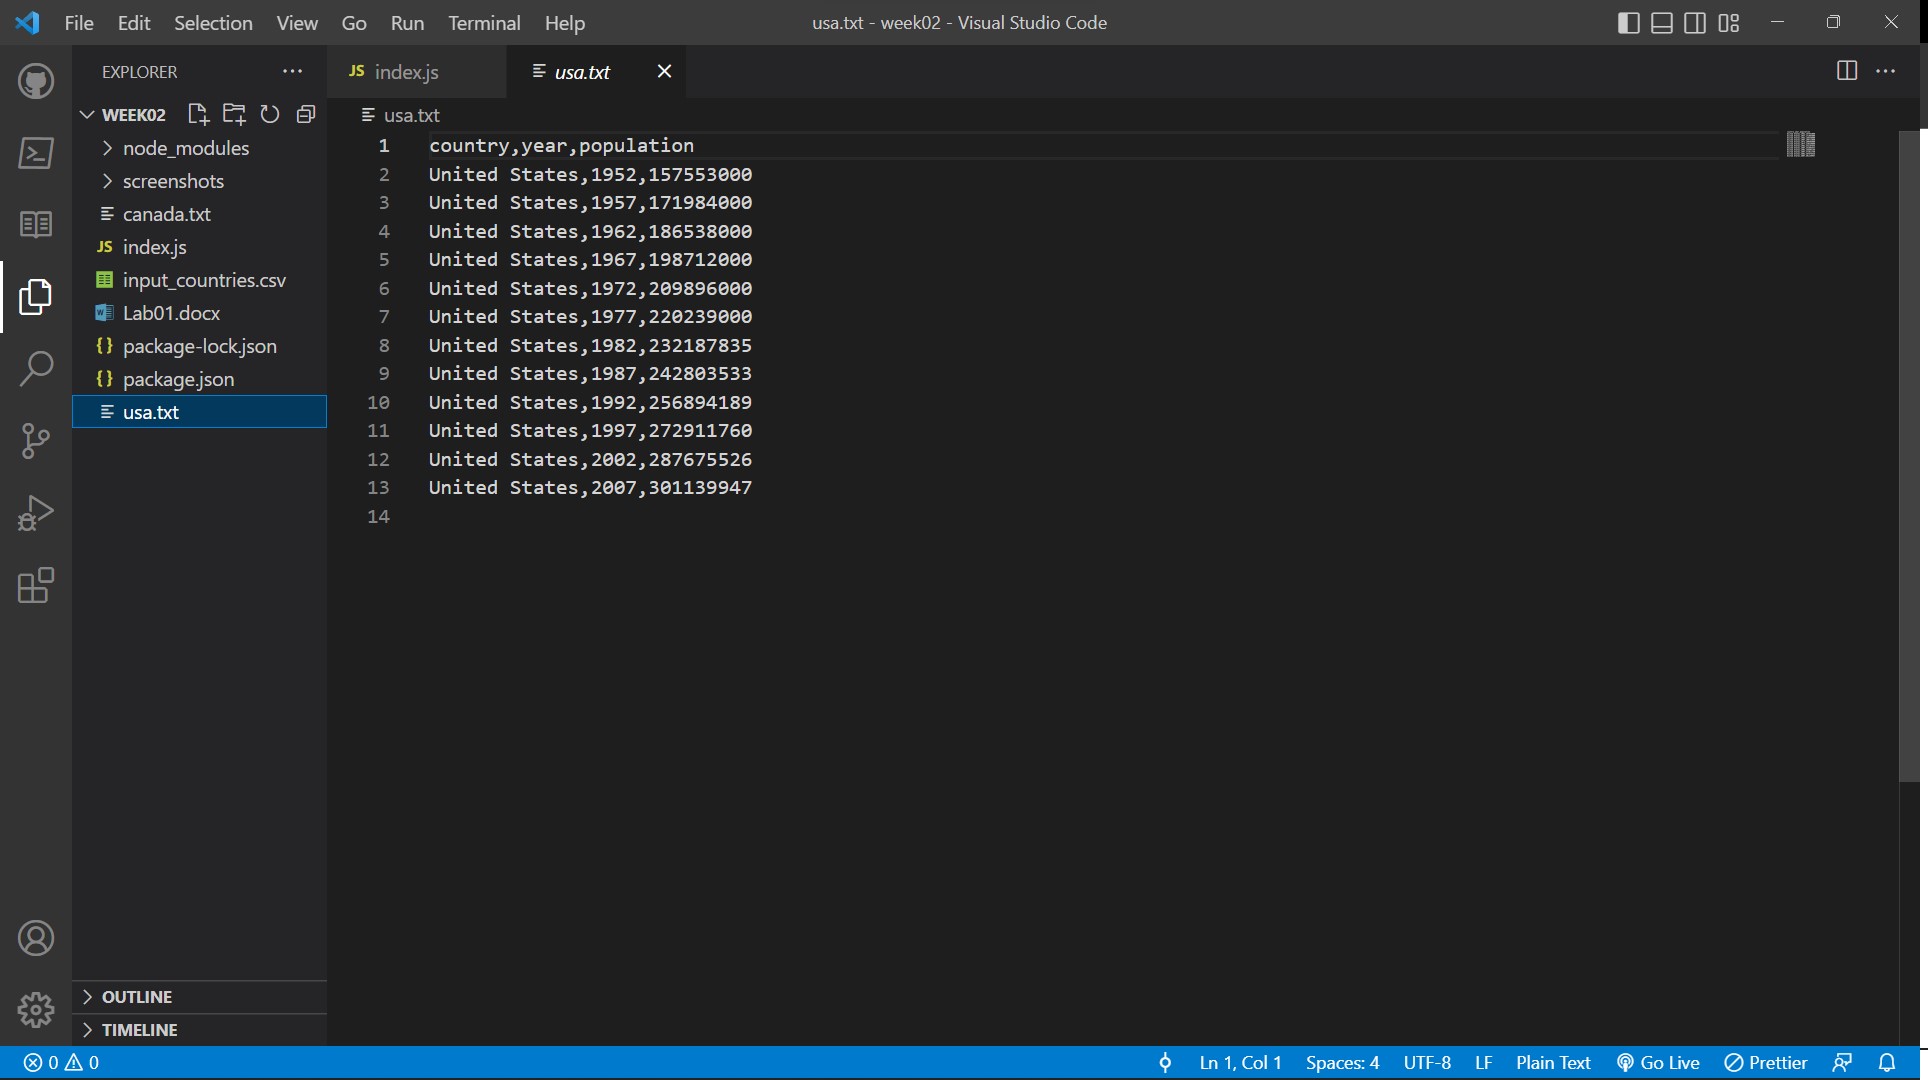 File Edit Selection View Go Run Terminal Help
usa.txt - week02 - Visual Studio Code
EXPLORER
WEEK02
node_modules
screenshots
canada.txt
JS index.js
input_countries.csv
Lab01.docx
{} package-lock.json
{} package.json
usa.txt
OUTLINE
TIMELINE
JS index.js
usa.txt
usa.txt
1 country,year,population
2 United States,1952,157553000
3 United States,1957,171984000
4 United States,1962,186538000
5 United States,1967,198712000
6 United States,1972,209896000
7 United States,1977,220239000
8 United States,1982,232187835
9 United States,1987,242803533
10 United States,1992,256894189
11 United States,1997,272911760
12 United States,2002,287675526
13 United States,2007,301139947
14
0 0
Ln 1, Col 1 Spaces: 4 UTF-8 LF Plain Text Go Live Prettier